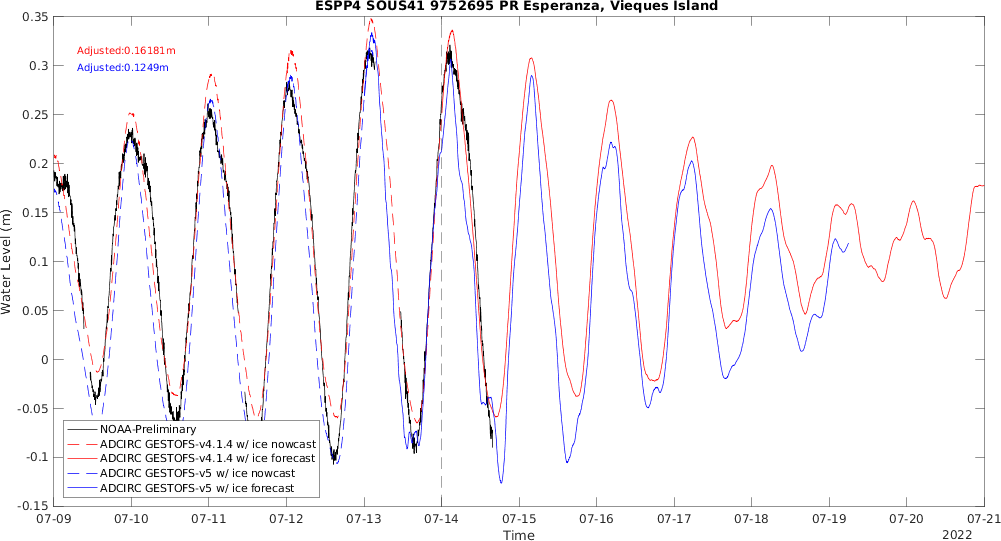 ESPP4 SOUS41 9752695 PR Esperanza, Vieques Island
0.35
0.3
0.25
0.2
0.15
0.1
0.05
0
-0.05
-0.1
-0.15
Water Level (m)
Adjusted:0.16181m
Adjusted:0.1249m
NOAA-Preliminary
ADCIRC GESTOFS-v4.1.4 w/ ice nowcast
ADCIRC GESTOFS-v4.1.4 w/ ice forecast
ADCIRC GESTOFS-v5 w/ ice nowcast
ADCIRC GESTOFS-v5 w/ ice forecast
07-09 07-10 07-11 07-12 07-13 07-14 07-15 07-16 07-17 07-18 07-19 07-20 07-21
Time
2022